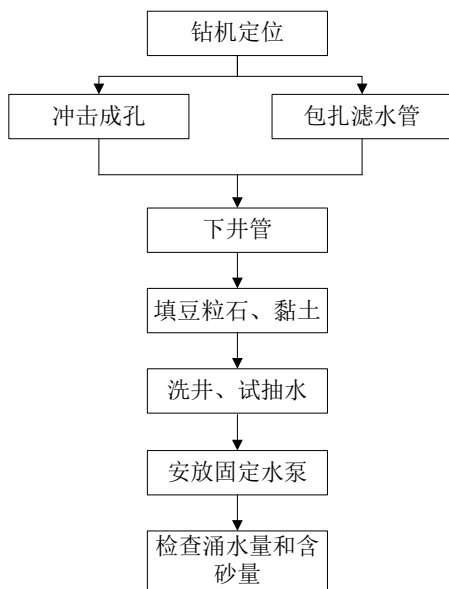 钻机定位
冲击成孔
包扎滤水管
下井管
填豆粒石、黏土
洗井、试抽水
安放固定水泵
检查涌水量和含
砂量